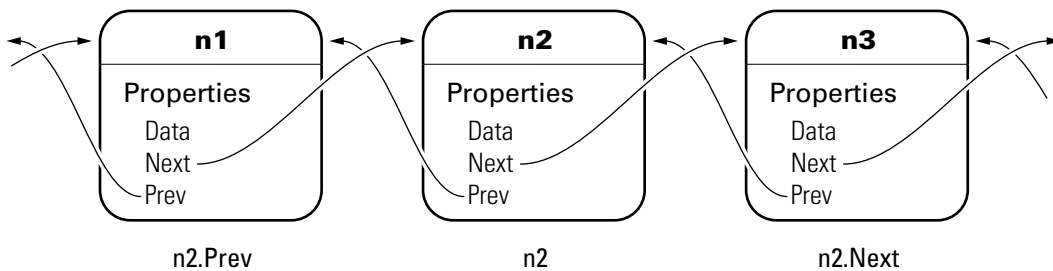 n1
Properties
Data
Next
Prev
n2
Properties
Data
Next
Prev
n3
Properties
Data
Next
Prev
n2.Prev
n2
n2.Next